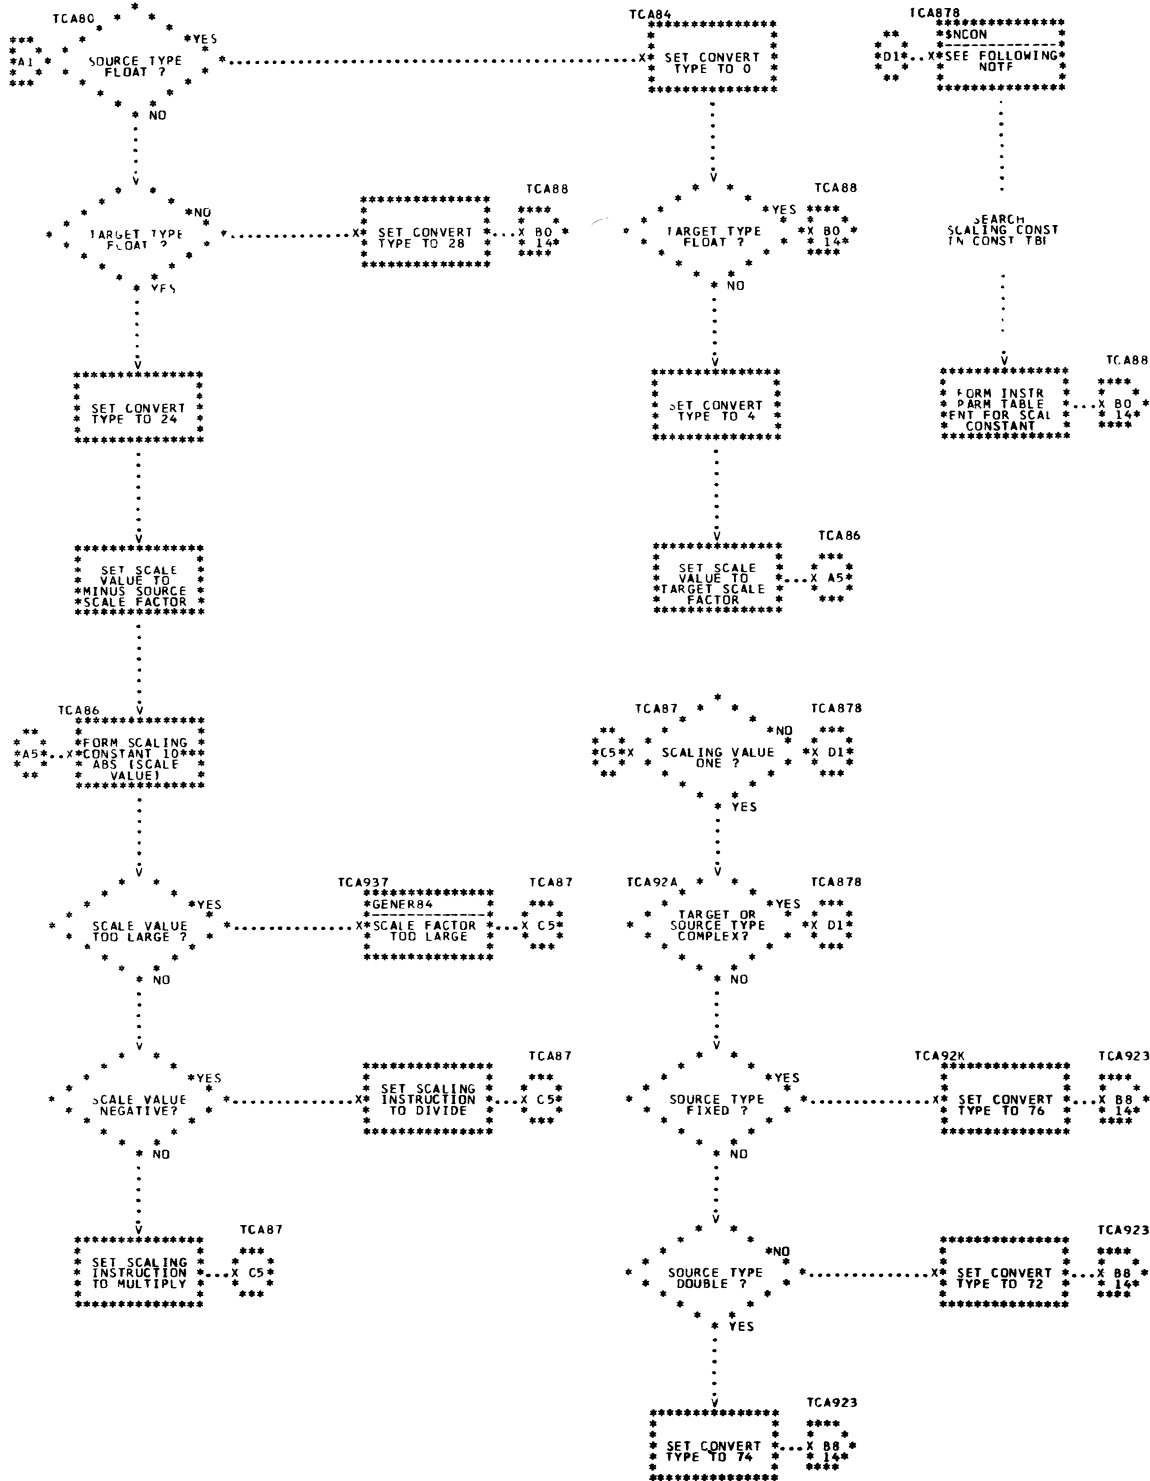 TCA80
YES
A1
SOURCE TYPE
FLOAT ?
NO
TCA84
SET CONVERT
TYPE TO 0
TCA878
D1
$NCON
SEE FOLLOWING
TARGET TYPE
FLOAT ?
NO
YES
SET CONVERT
TYPE TO 28
TCA88
B0
14
TARGET TYPE
FLOAT ?
YES
NO
TCA88
B0
14
SEARCH
SCALING CONST
IN CONST
SET CONVERT
TYPE TO 24
SET CONVERT
TYPE TO 4
FORM INSTR
PARM TABLE
ENT FOR SCAL
CONSTANT
TCA88
B0
14
SET SCALE
VALUE TO
MINUS SOURCE
SCALE FACTOR
SET SCALE
VALUE TO
TARGET SCALE
FACTOR
TCA86
A5
TCA86
A5
FORM SCALING
CONSTANT 10**
ABS (SCALE
VALUE)
TCA87
C5
SCALING VALUE
ONE ?
NO
YES
TCA878
D1
SCALE VALUE
TOO LARGE ?
YES
NO
TCA937
GENER84
SCALE FACTOR
TOO LARGE
TCA87
C5
TCA92A
TARGET OR
SOURCE TYPE
COMPLEX?
YES
NO
TCA878
D1
SCALE VALUE
NEGATIVE?
YES
NO
SET SCALING
INSTRUCTION
TO DIVIDE
TCA87
C5
SOURCE TYPE
FIXED ?
YES
NO
TCA92K
SET CONVERT
TYPE TO 76
TCA923
B8
14
SET SCALING
INSTRUCTION
TO MULTIPLY
TCA87
C5
SOURCE TYPE
DOUBLE ?
NO
YES
SET CONVERT
TYPE TO 72
TCA923
B8
14
SET CONVERT
TYPE TO 74
TCA923
B8
14